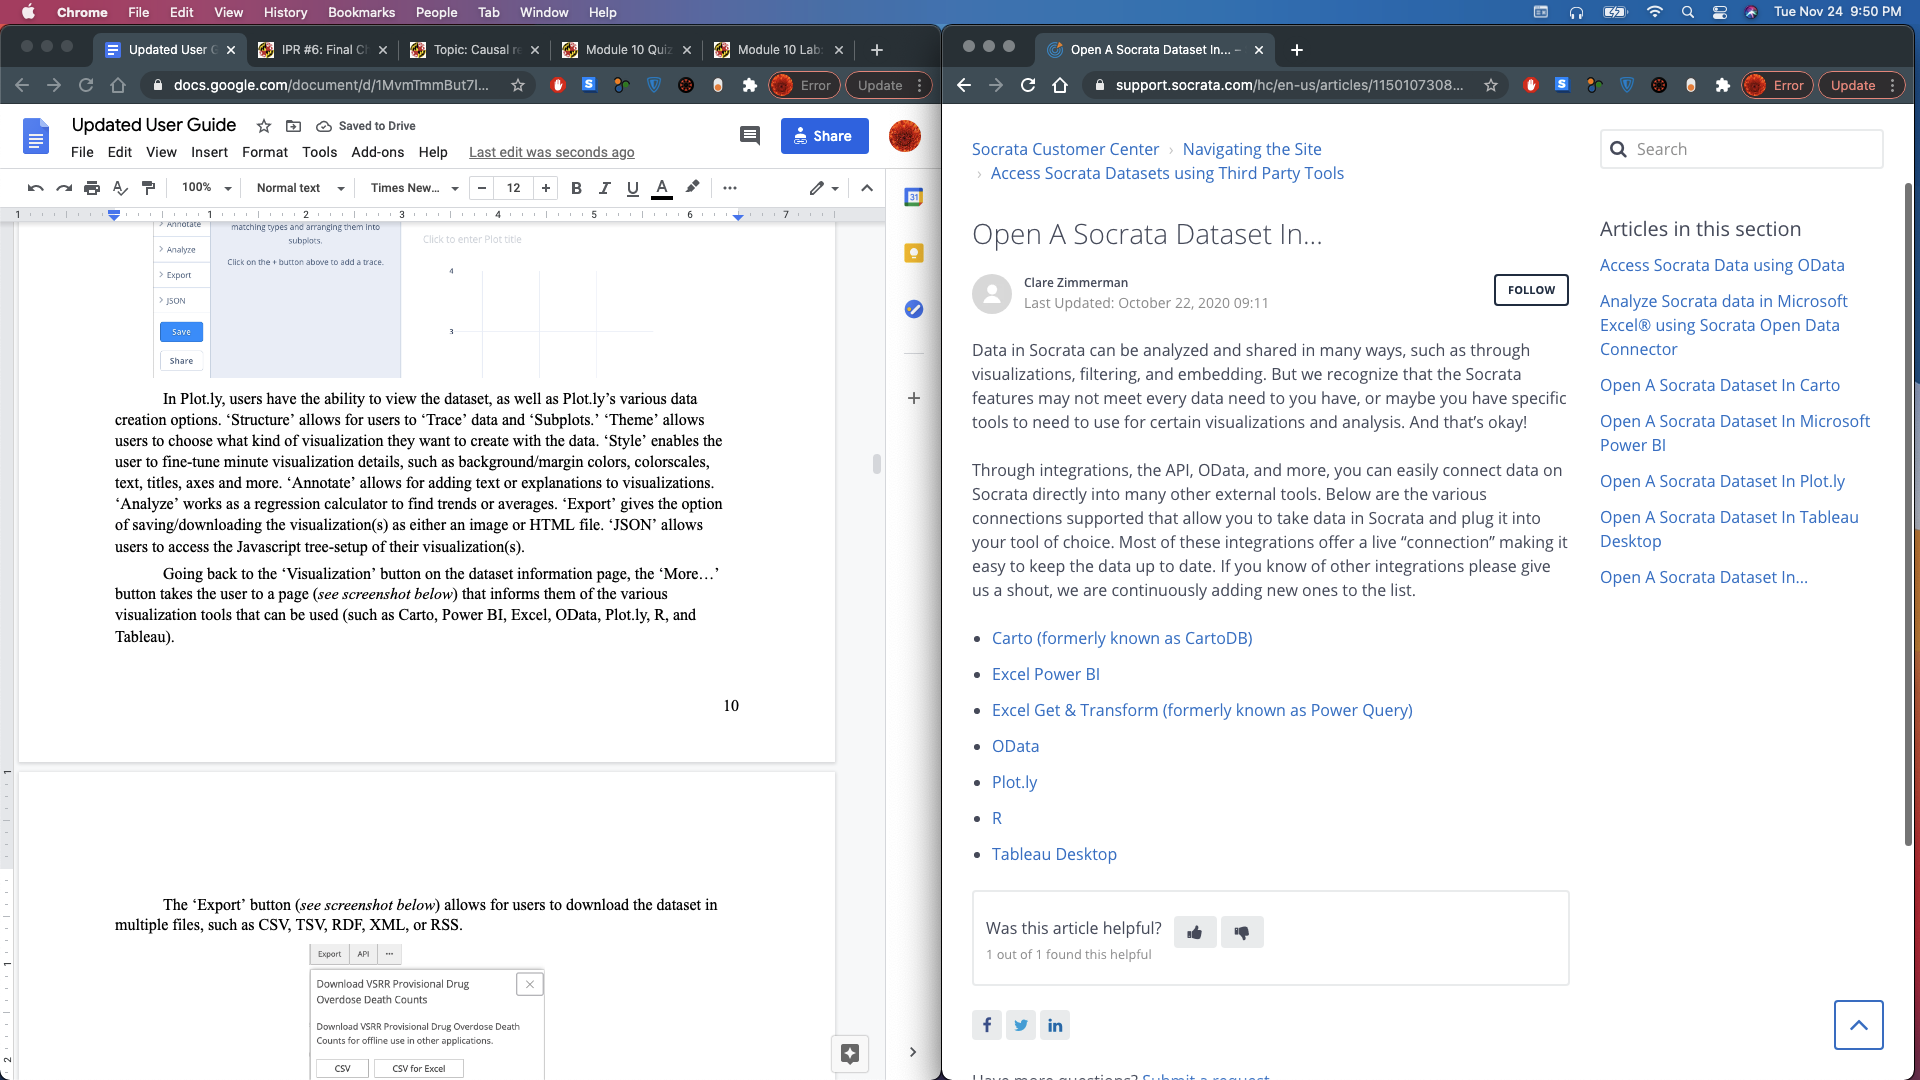 Chrome File Edit View History Bookmarks People Tab Window Help
Tue Nov 24 9:50 PM
Updated User G
IPR #6: Final Ch
Topic: Causal re
Module 10 Quiz
Module 10 Lab
docs.google.com/document/d/1MvmTmmBut7l...
Error
Update
Updated User Guide
Saved to Drive
Share
File Edit View Insert Format Tools Add-ons Help Last edit was seconds ago
100% Normal text Times New... − 12 + B I U A
1 1 2 3 4 5 6 7
Annotate
Analyze
Export
JSON
Save
Share
matching types and arranging them into
subplots.
Click on the + button above to add a trace.
Click to enter Plot title
4
3
In Plot.ly, users have the ability to view the dataset, as well as Plot.ly’s various data
creation options. ‘Structure’ allows for users to ‘Trace’ data and ‘Subplots.’ ‘Theme’ allows
users to choose what kind of visualization they want to create with the data. ‘Style’ enables the
user to fine-tune minute visualization details, such as background/margin colors, colorscales,
text, titles, axes and more. ‘Annotate’ allows for adding text or explanations to visualizations.
‘Analyze’ works as a regression calculator to find trends or averages. ‘Export’ gives the option
of saving/downloading the visualization(s) as either an image or HTML file. ‘JSON’ allows
users to access the Javascript tree-setup of their visualization(s).
Going back to the ‘Visualization’ button on the dataset information page, the ‘More…’
button takes the user to a page (see screenshot below) that informs them of the various
visualization tools that can be used (such as Carto, Power BI, Excel, OData, Plot.ly, R, and
Tableau).
10
The ‘Export’ button (see screenshot below) allows for users to download the dataset in
multiple files, such as CSV, TSV, RDF, XML, or RSS.
Export API ...
Download VSRR Provisional Drug
Overdose Death Counts
Download VSRR Provisional Drug Overdose Death
Counts for offline use in other applications.
CSV
CSV for Excel
1
1
2
31
Open A Socrata Dataset In... –
support.socrata.com/hc/en-us/articles/1150107308...
Error
Update
Socrata Customer Center › Navigating the Site
› Access Socrata Datasets using Third Party Tools
Search
Open A Socrata Dataset In...
Clare Zimmerman
Last Updated: October 22, 2020 09:11
FOLLOW
Data in Socrata can be analyzed and shared in many ways, such as through
visualizations, filtering, and embedding. But we recognize that the Socrata
features may not meet every data need to you have, or maybe you have specific
tools to need to use for certain visualizations and analysis. And that’s okay!
Through integrations, the API, OData, and more, you can easily connect data on
Socrata directly into many other external tools. Below are the various
connections supported that allow you to take data in Socrata and plug it into
your tool of choice. Most of these integrations offer a live “connection” making it
easy to keep the data up to date. If you know of other integrations please give
us a shout, we are continuously adding new ones to the list.
Carto (formerly known as CartoDB)
Excel Power BI
Excel Get & Transform (formerly known as Power Query)
OData
Plot.ly
R
Tableau Desktop
Was this article helpful?
1 out of 1 found this helpful
Have more questions? Submit a request
Articles in this section
Access Socrata Data using OData
Analyze Socrata data in Microsoft
Excel® using Socrata Open Data
Connector
Open A Socrata Dataset In Carto
Open A Socrata Dataset In Microsoft
Power BI
Open A Socrata Dataset In Plot.ly
Open A Socrata Dataset In Tableau
Desktop
Open A Socrata Dataset In...